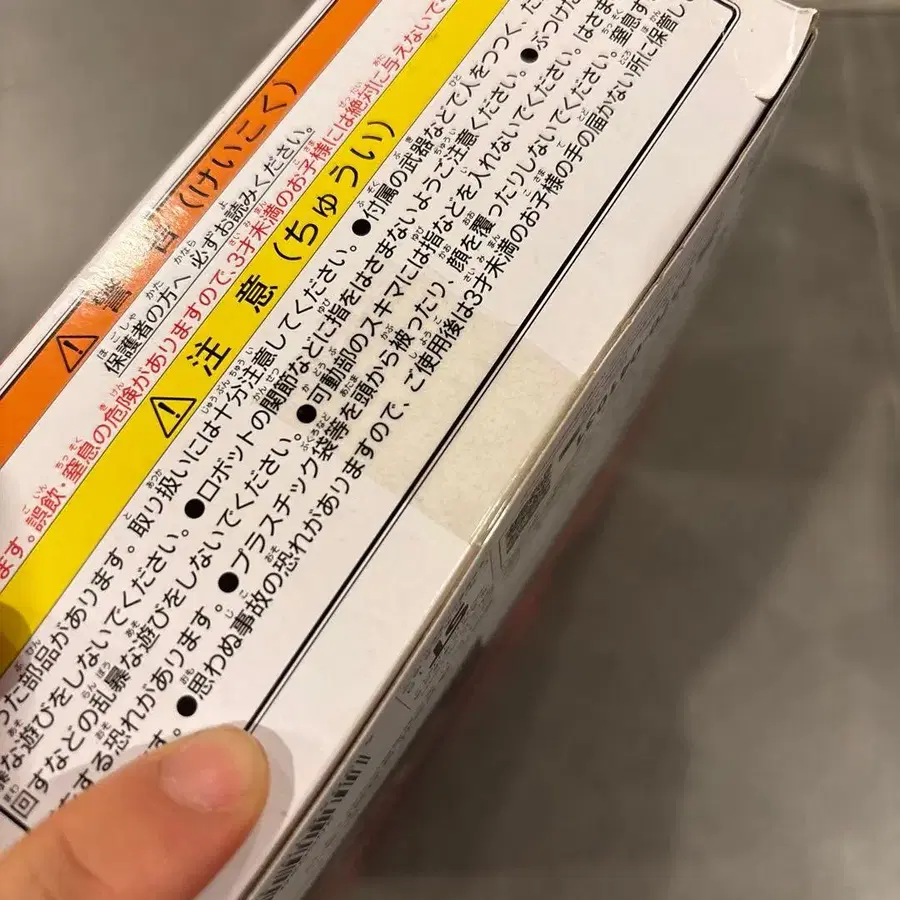 警告(けいこく)
保護者の方へ 必ずお読みください。
ます。誤飲・窒息の危険がありますので、3才未満のお子様には絶対に与えないで
注意(ちゅうい)
った部品があります。取り扱いには十分注意してください。●付属の武器などで人をつつく、た
な遊びをしないでください。●ロボットの関節などに指をはさまないようご注意ください。●ぶつけた
回すなどの乱暴な遊びをしないでください。●可動部のスキマには指などを入れないでください。はさま
する恐れがあります。●プラスチック袋等を頭から被ったり、顔を覆ったりしないでください。窒息す
す。●思わぬ事故の恐れがありますので、ご使用後は3才未満のお子様の手の届かない所に保管し
ST